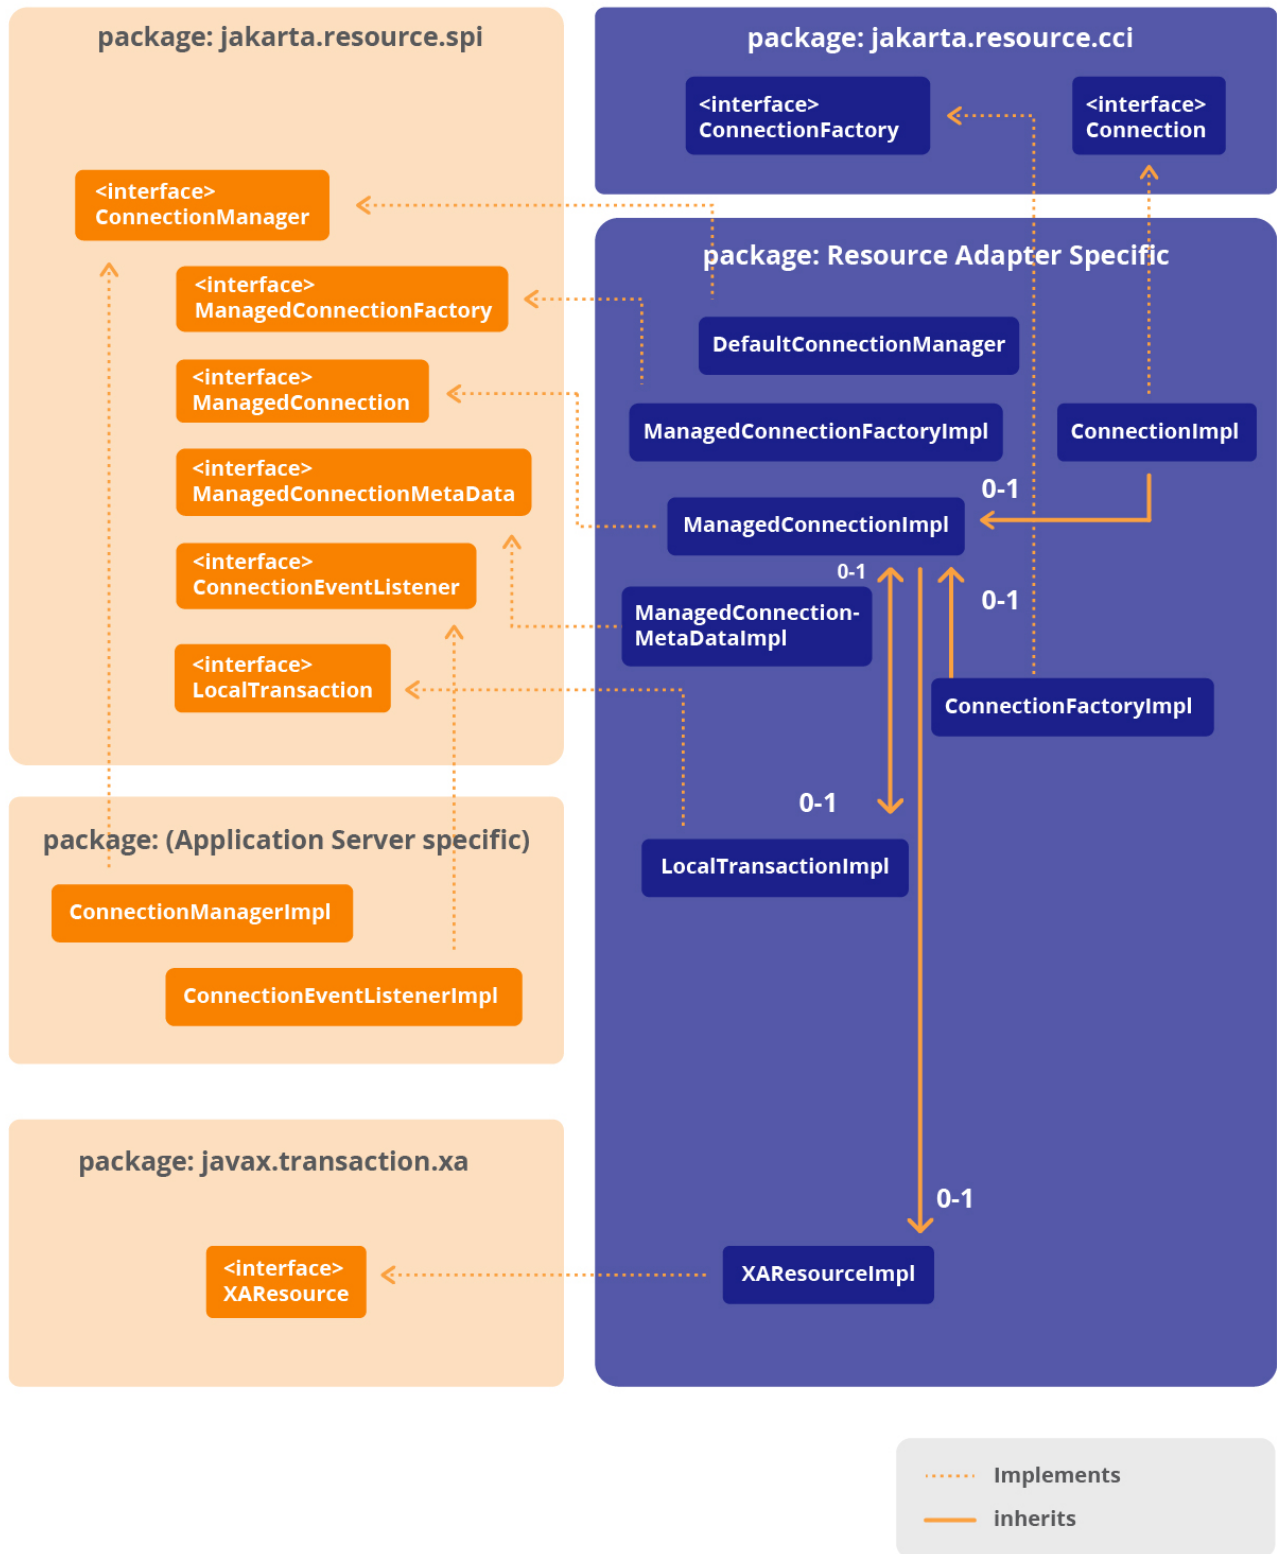 package: jakarta.resource.spi
<interface>
ConnectionManager
<interface>
ManagedConnectionFactory
<interface>
ManagedConnection
<interface>
ManagedConnectionMetaData
<interface>
ConnectionEventListener
<interface>
LocalTransaction
package: (Application Server specific)
ConnectionManagerImpl
ConnectionEventListenerImpl
package: javax.transaction.xa
<interface>
XAResource
package: jakarta.resource.cci
<interface>
ConnectionFactory
<interface>
Connection
package: Resource Adapter Specific
DefaultConnectionManager
ManagedConnectionFactoryImpl
ConnectionImpl
0-1
ManagedConnectionImpl
0-1
0-1
ManagedConnection-
MetaDataImpl
ConnectionFactoryImpl
0-1
LocalTransactionImpl
0-1
XAResourceImpl
Implements
inherits